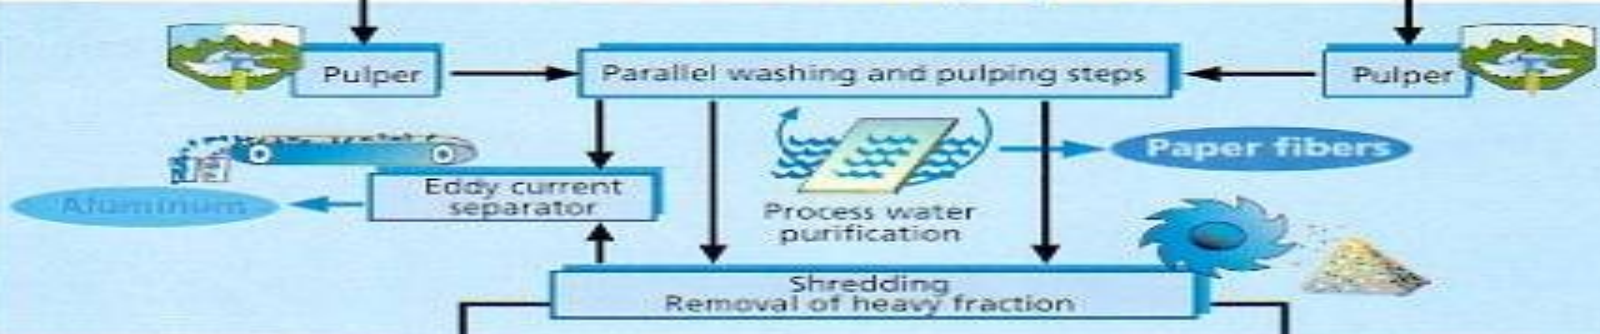 Pulper
Parallel washing and pulping steps
Pulper
Paper fibers
Eddy current
separator
Aluminum
Process water
purification
Shredding
Removal of heavy fraction